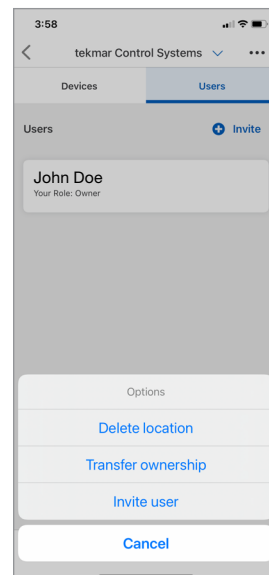 3:58
tekmar Control Systems
Devices
Users
Users
Invite
John Doe
Your Role: Owner
Options
Delete location
Transfer ownership
Invite user
Cancel